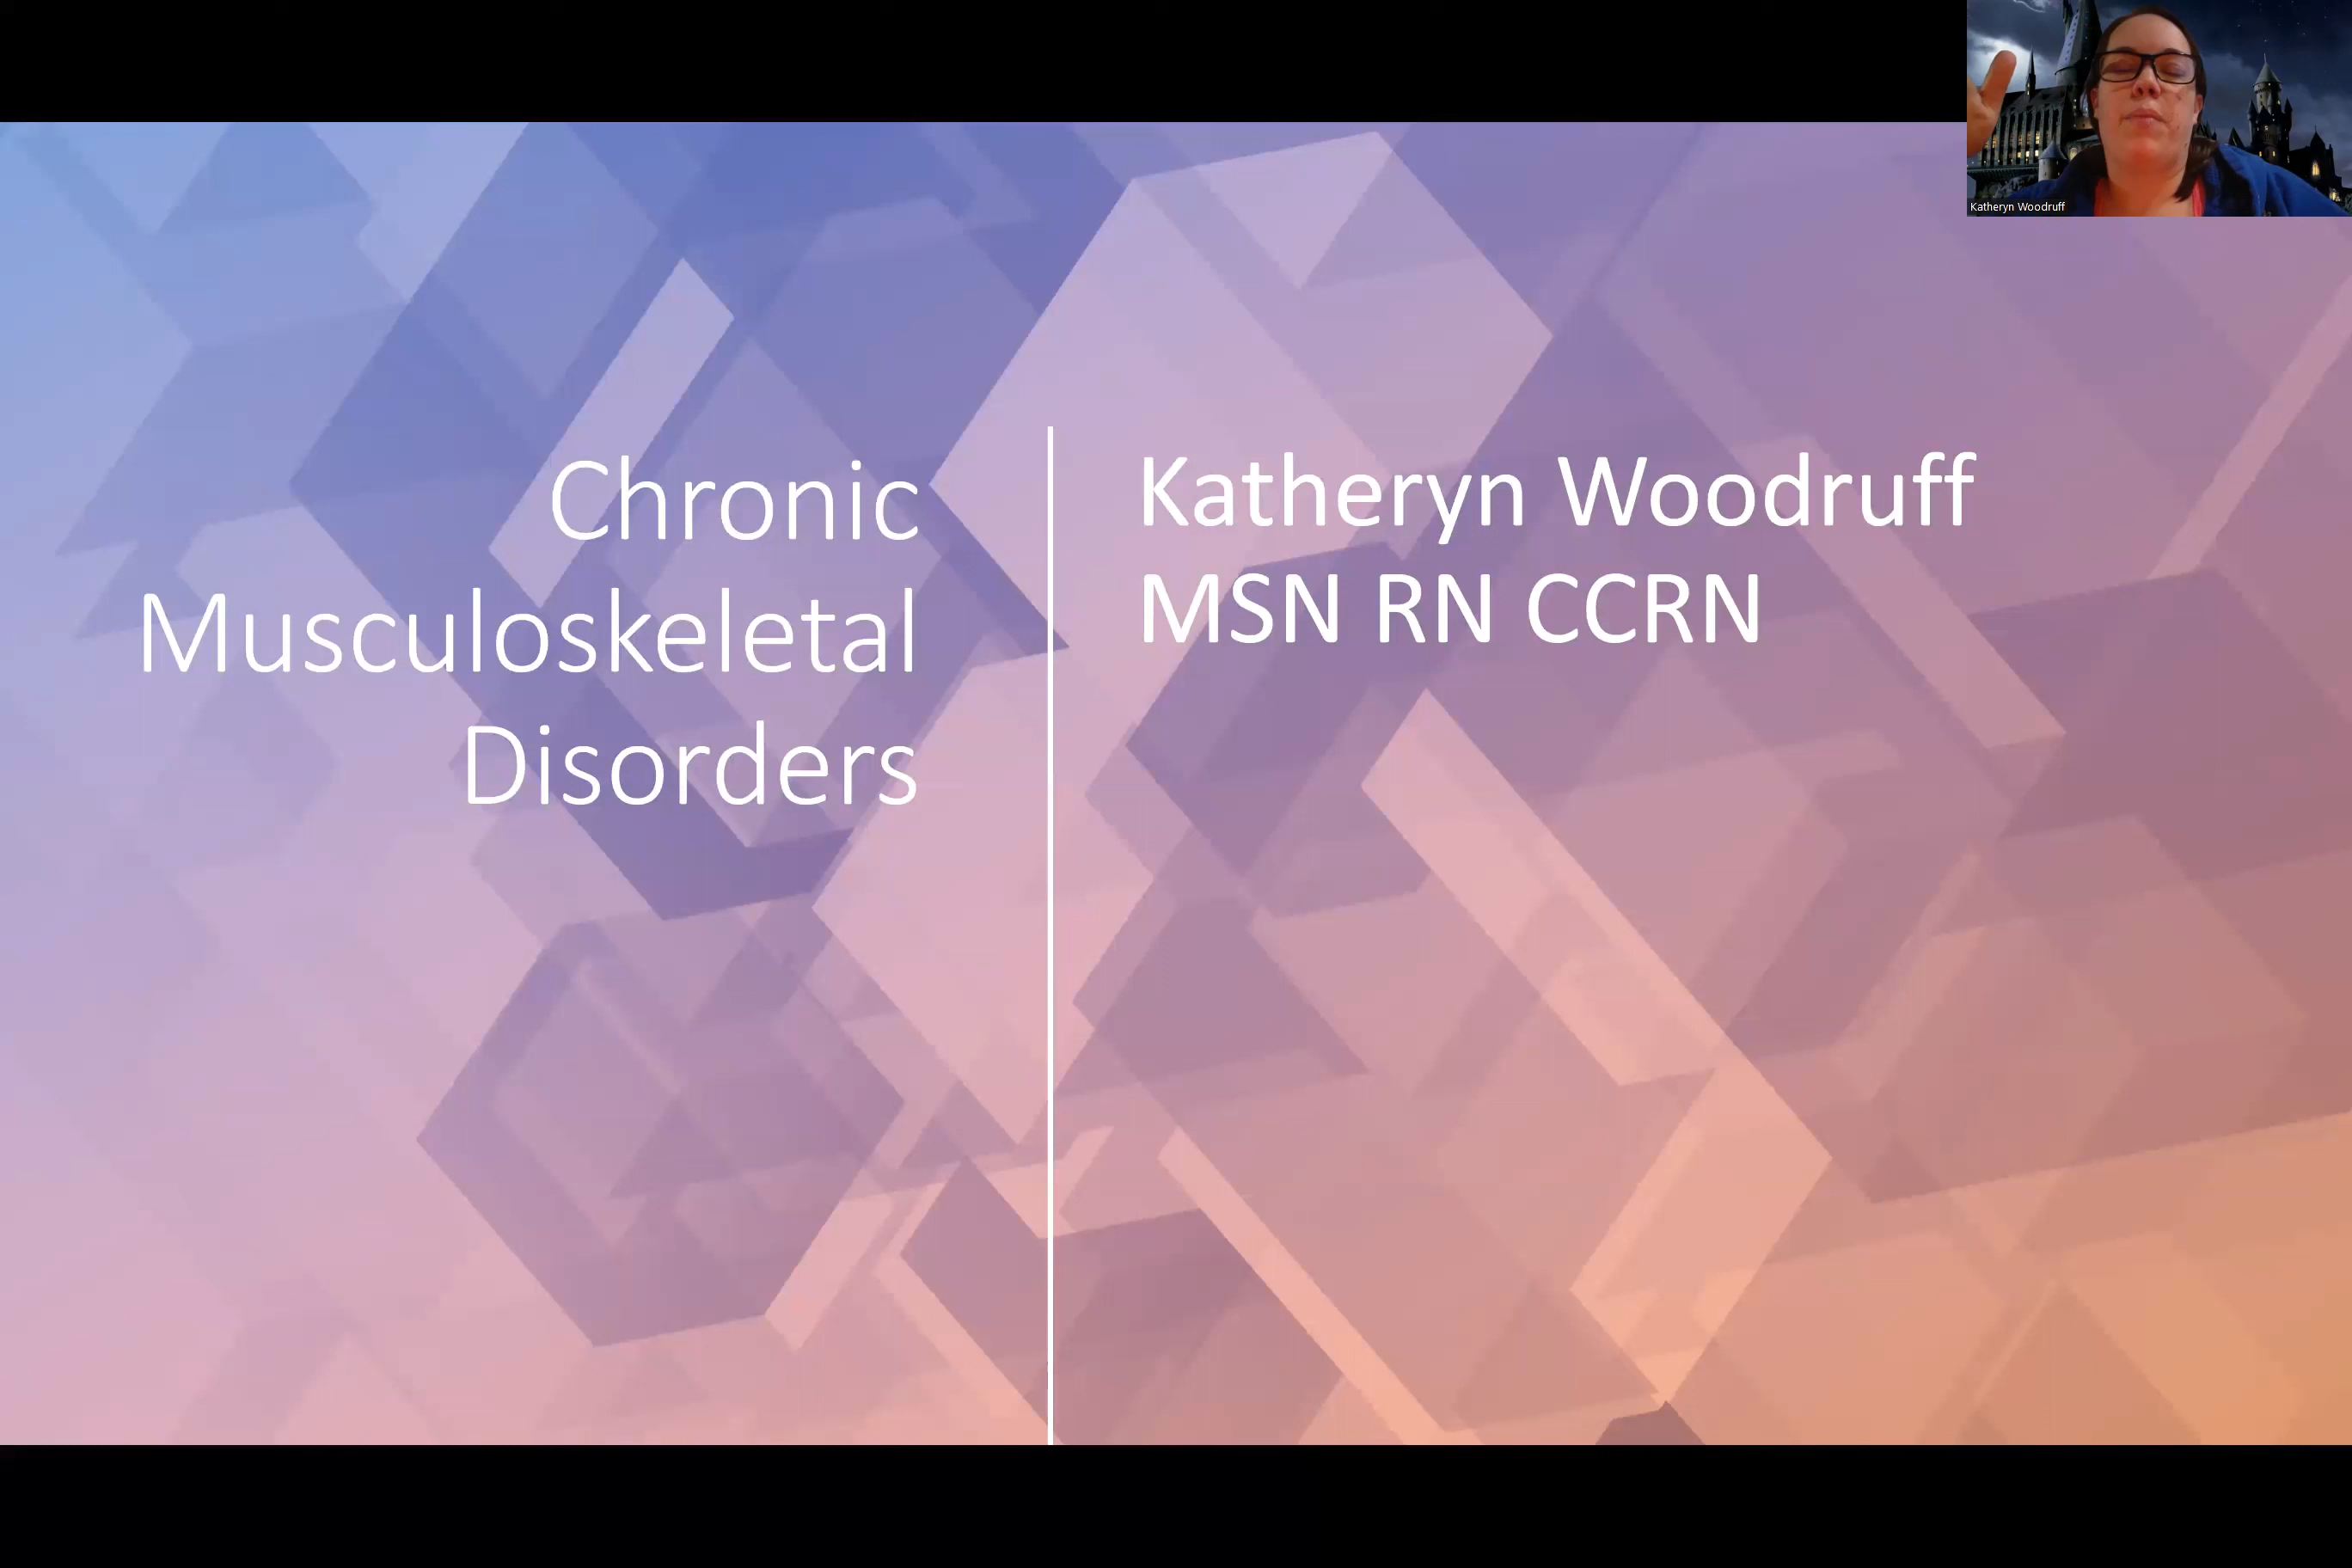 Katheryn Woodruff
Chronic
Musculoskeletal
Disorders
Katheryn Woodruff
MSN RN CCRN